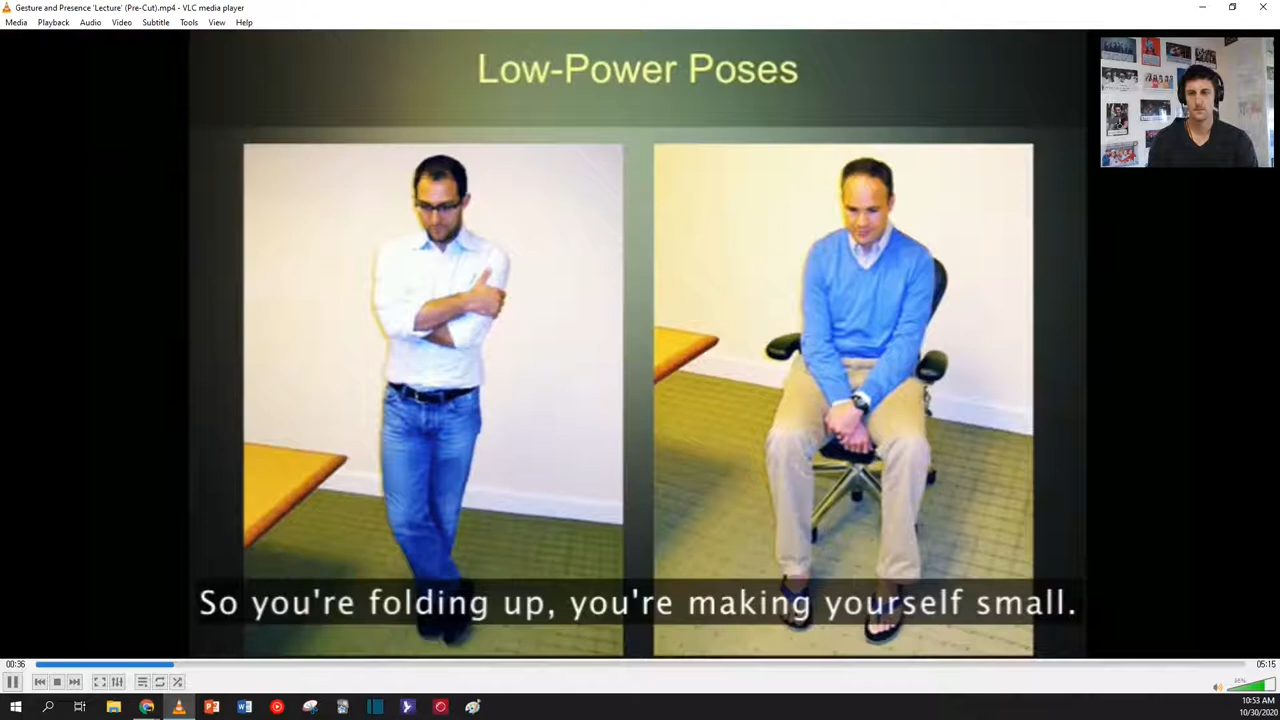 Gesture and Presence 'Lecture' (Pre-Cut).mp4 - VLC media player
Media Playback Audio Video Subtitle Tools View Help
Low-Power Poses
So you're folding up, you're making yourself small.
00:36
05:15
10:53 AM
10/30/2020